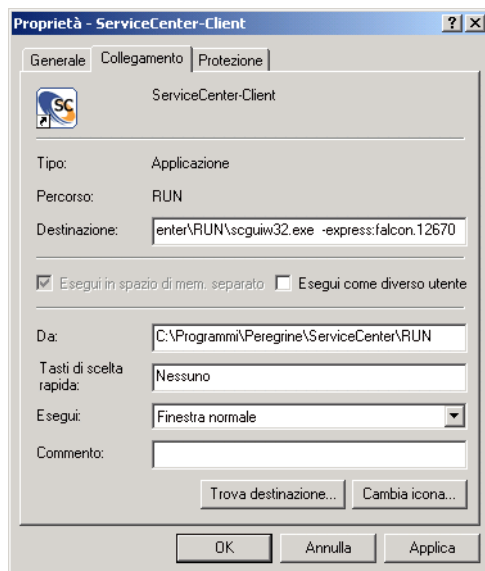 Proprietà - ServiceCenter-Client
Generale Collegamento Protezione
SC
ServiceCenter-Client
Tipo: Applicazione
Percorso: RUN
Destinazione: enter\RUN\scguiw32.exe -express:falcon.12670
Esegui in spazio di mem. separato Esegui come diverso utente
Da: C:\Programmi\Peregrine\ServiceCenter\RUN
Tasti di scelta
rapida: Nessuno
Esegui: Finestra normale
Commento:
Trova destinazione... Cambia icona...
OK Annulla Applica